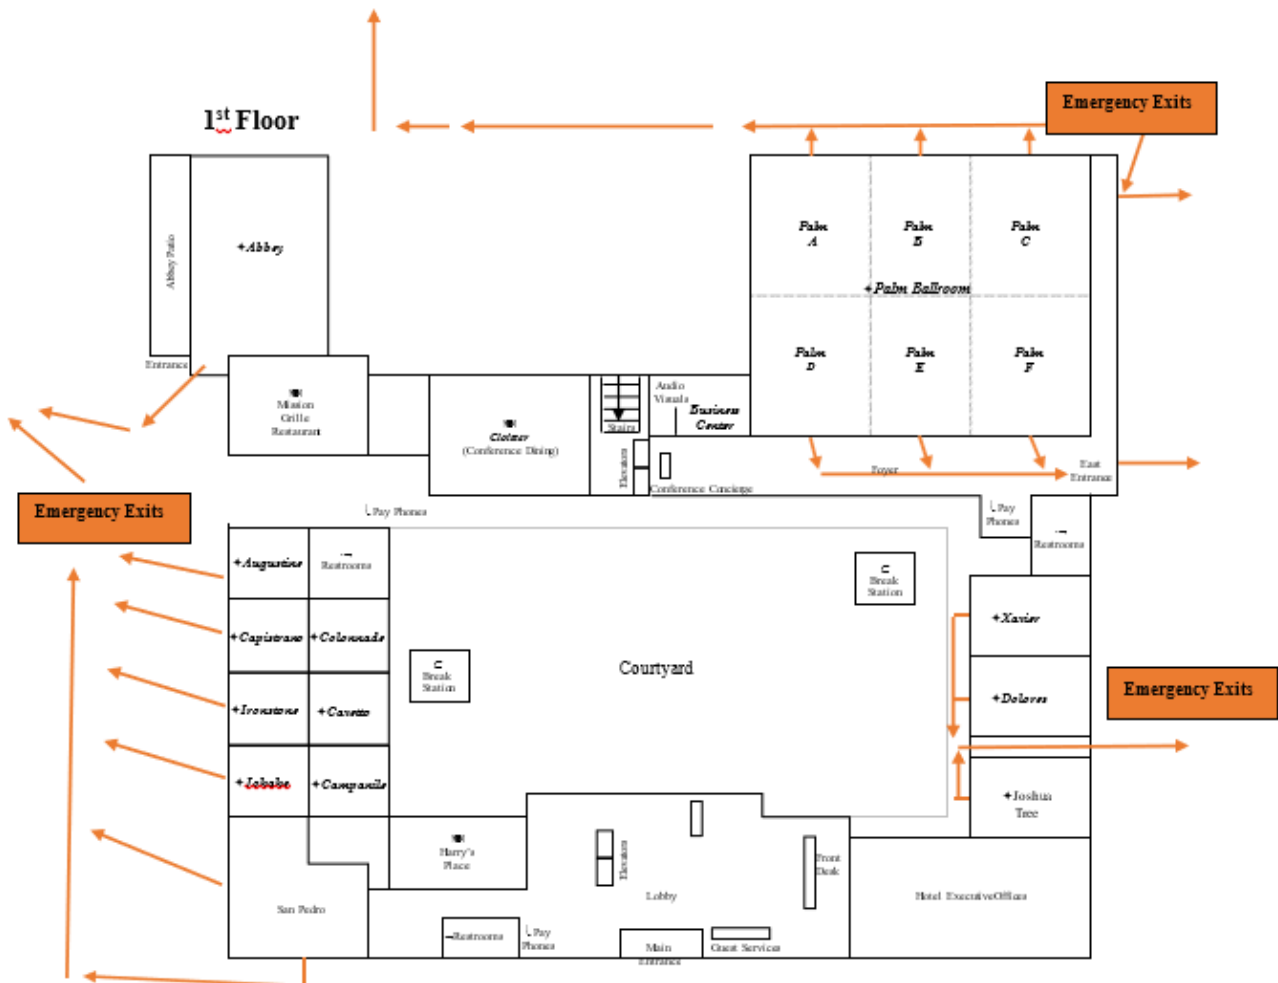 1st Floor
Emergency Exits
Abbey Patio
Abbey
Entrance
Palm
A
Palm
B
Palm
C
Palm Ballroom
Palm
D
Palm
E
Palm
F
Mission
Grille
Restaurant
Cloister
(Conference Dining)
Stairs
Elevators
Audio
Visuals
Business
Center
Conference Concierge
Foyer
East
Entrance
Emergency Exits
Pay Phones
Pay
Phones
Restrooms
Augustine
Restrooms
Break
Station
Capistrano
Colonnade
Xavier
Courtyard
Break
Station
Emergency Exits
Ironstone
Cavetto
Dolores
Jobabe
Campanile
Joshua
Tree
Harry's
Place
Elevators
Front
Desk
Lobby
Hotel Executive Offices
San Pedro
Restrooms
Pay
Phones
Main
Entrance
Guest Services